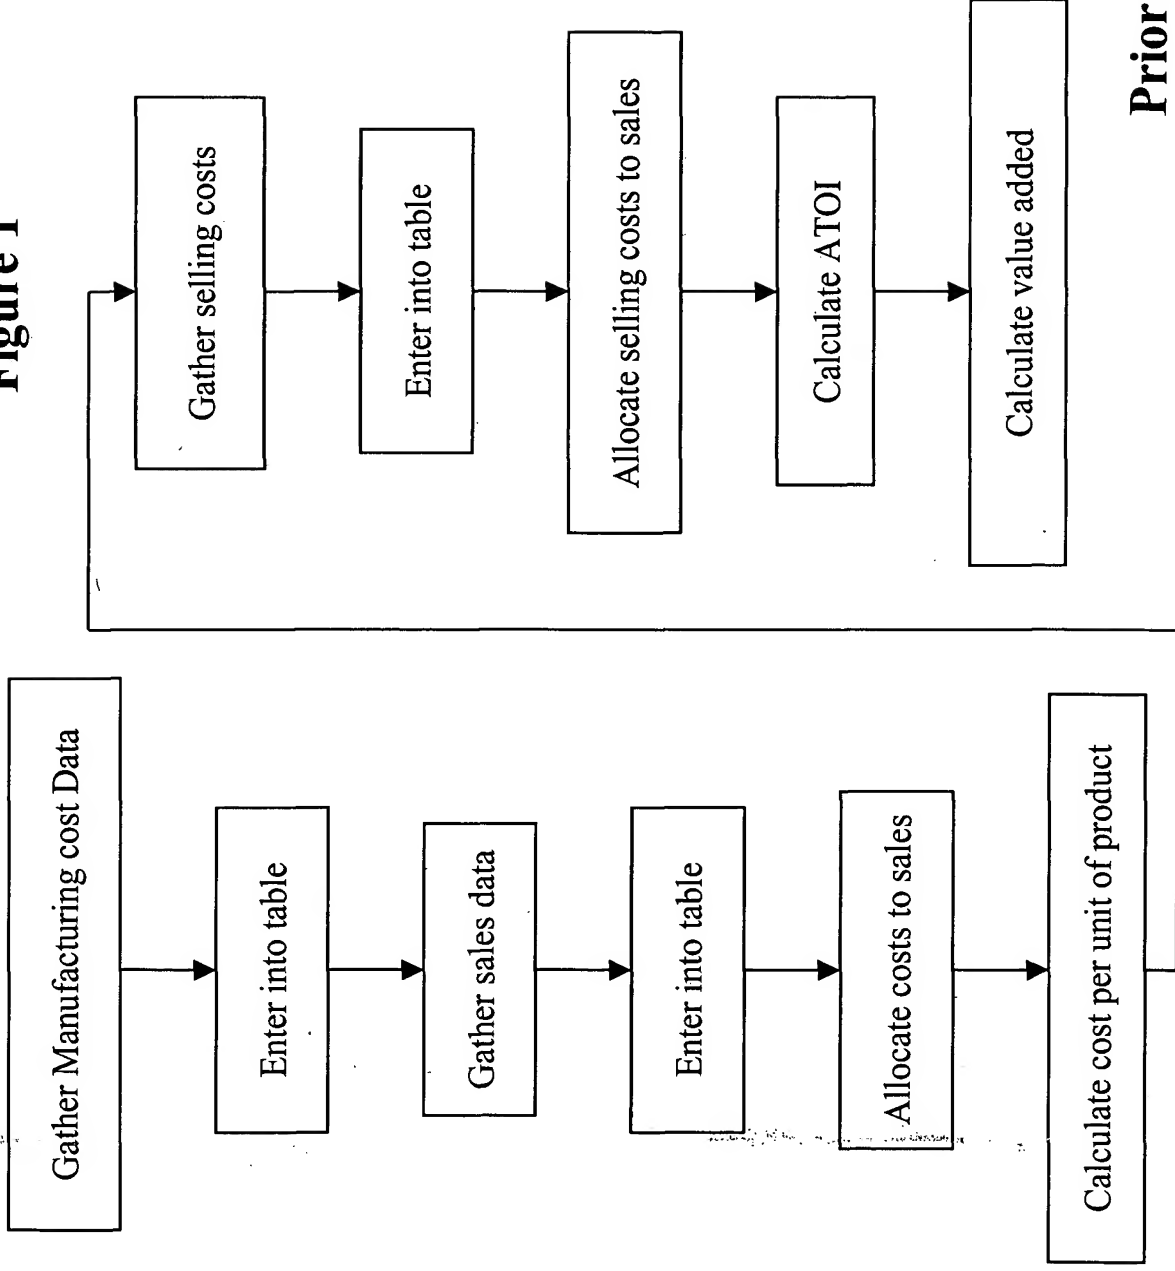 Figure 1
Gather Manufacturing cost Data
Enter into table
Gather sales data
Enter into table
Allocate costs to sales
Calculate cost per unit of product
Gather selling costs
Enter into table
Allocate selling costs to sales
Calculate ATOI
Calculate value added
Prior